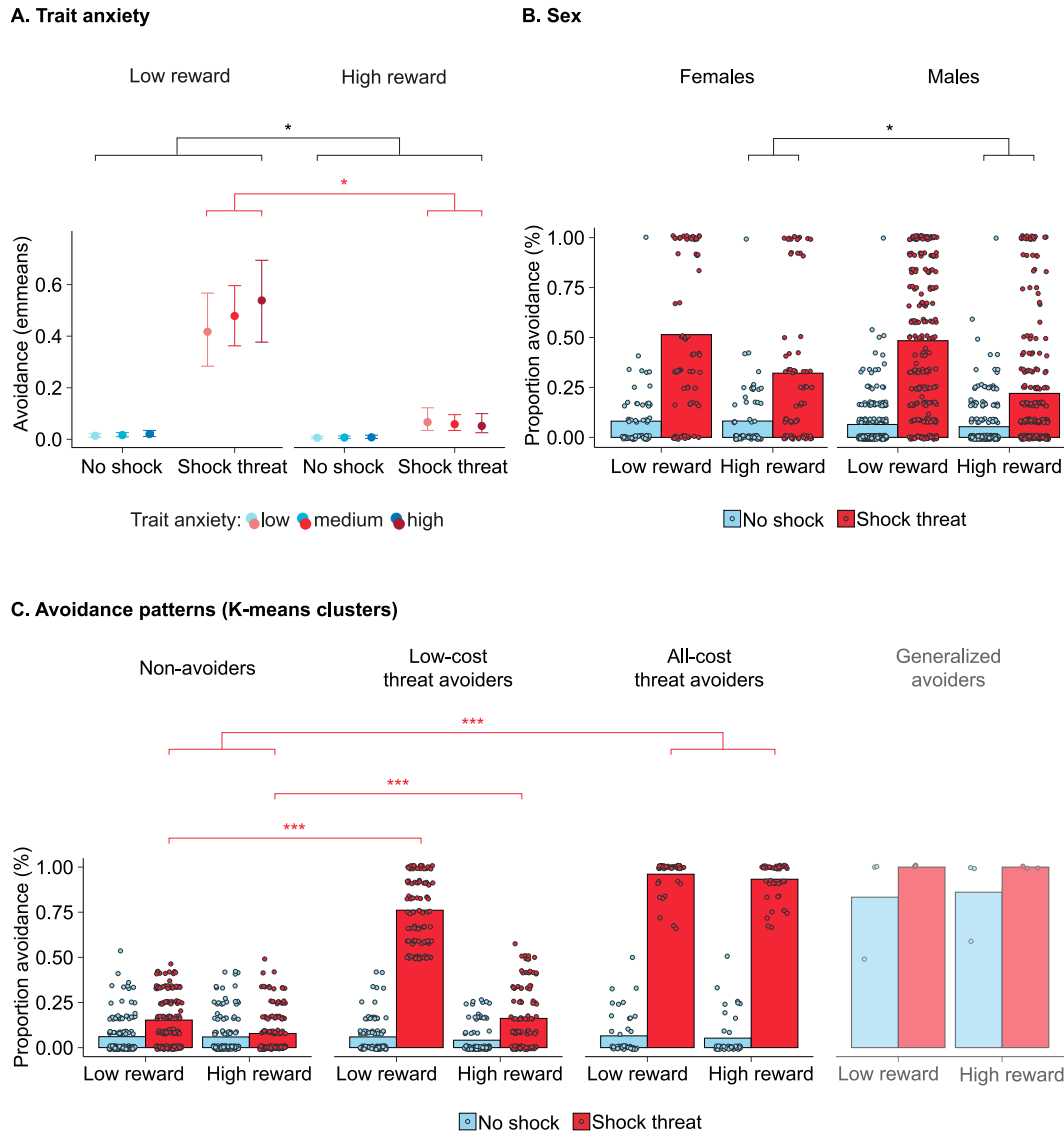 A. Trait anxiety
Low reward
High reward
*
*
Avoidance (emmeans)
0.6
0.4
0.2
0.0
No shock
Shock threat
No shock
Shock threat
Trait anxiety: low medium high
B. Sex
Females
Males
*
Proportion avoidance (%)
1.00
0.75
0.50
0.25
0.00
Low reward
High reward
Low reward
High reward
No shock
Shock threat
C. Avoidance patterns (K-means clusters)
Non-avoiders
Low-cost
threat avoiders
All-cost
threat avoiders
Generalized
avoiders
***
***
***
Proportion avoidance (%)
1.00
0.75
0.50
0.25
0.00
Low reward
High reward
Low reward
High reward
Low reward
High reward
Low reward
High reward
No shock
Shock threat